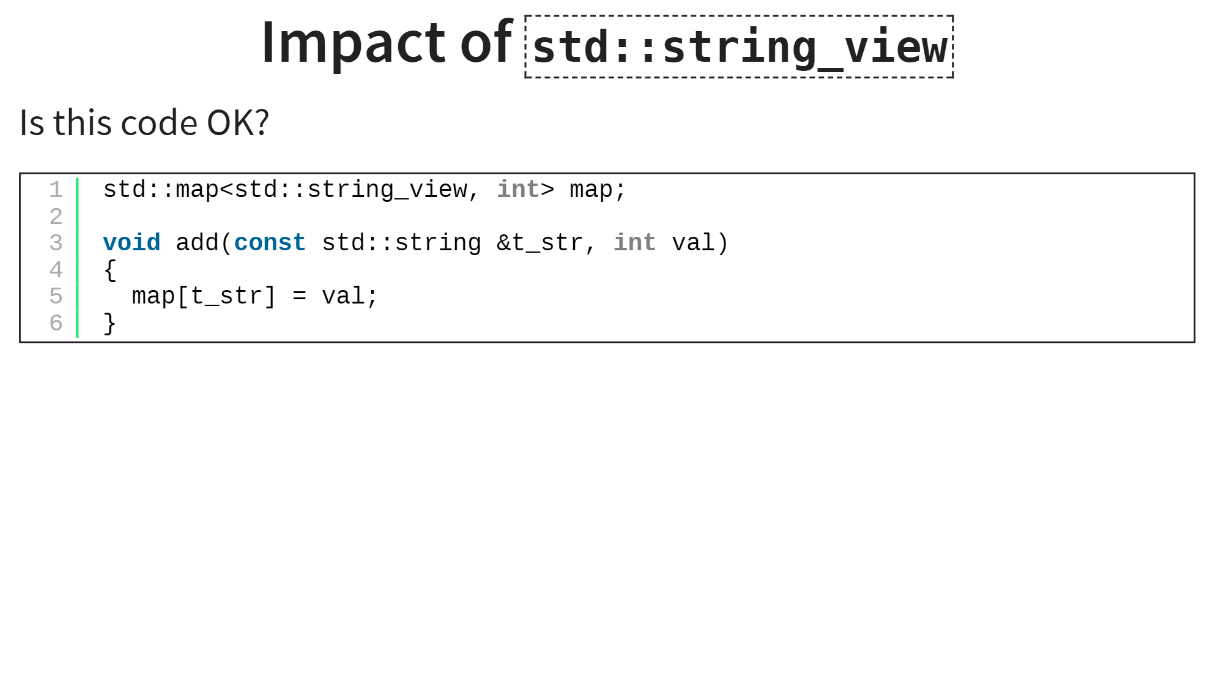 Impact of std::string_view
Is this code OK?
1 std::map<std::string_view, int> map;
2
3 void add(const std::string &t_str, int val)
4 {
5   map[t_str] = val;
6 }